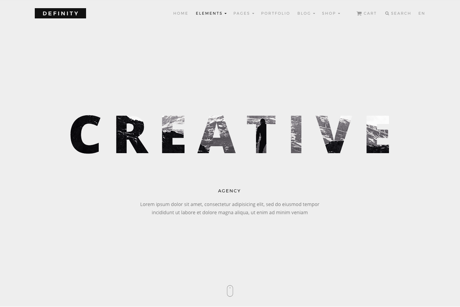 DEFINITY
HOME ELEMENTS PAGES PORTFOLIO BLOG SHOP CART SEARCH EN
CREATIVE
AGENCY
Lorem ipsum dolor sit amet, consectetur adipisicing elit, sed do eiusmod tempor
incididunt ut labore et dolore magna aliqua, ut enim ad minim veniam